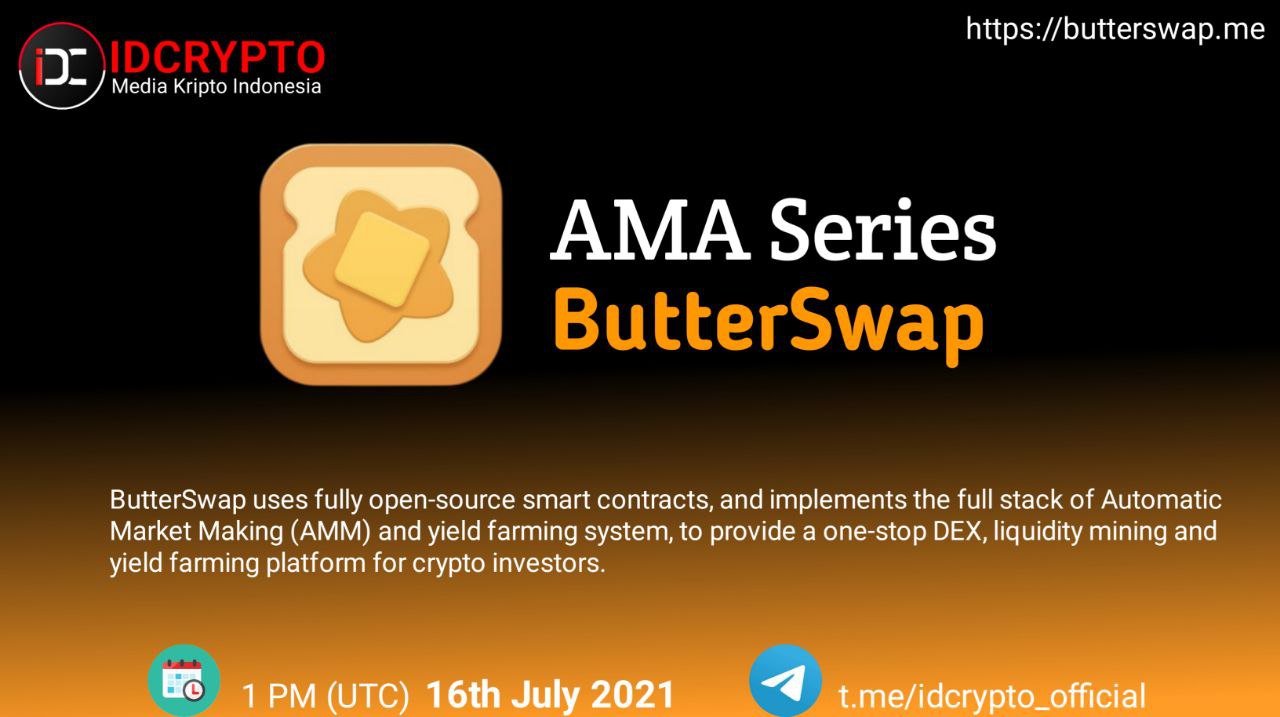 https://butterswap.me
iDC IDCRYPTO
Media Kripto Indonesia
AMA Series
ButterSwap
ButterSwap uses fully open-source smart contracts, and implements the full stack of Automatic
Market Making (AMM) and yield farming system, to provide a one-stop DEX, liquidity mining and
yield farming platform for crypto investors.
1 PM (UTC) 16th July 2021
t.me/idcrypto_official